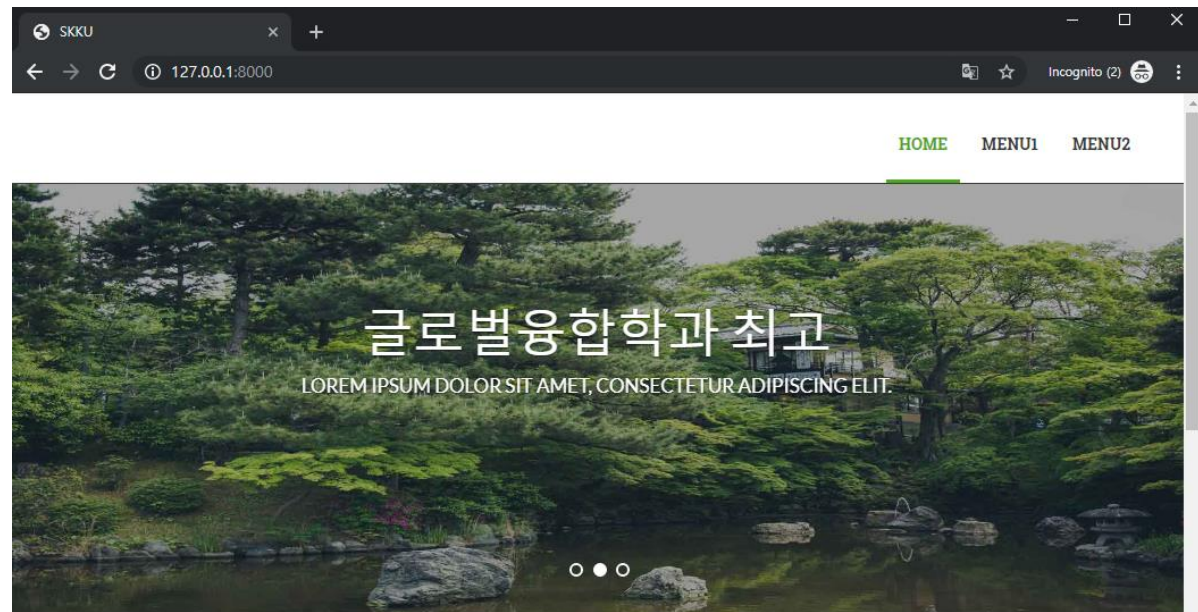 SKKU
127.0.0.1:8000
Incognito (2)
HOME MENU1 MENU2
글로벌융합학과 최고
LOREM IPSUM DOLOR SIT AMET, CONSECTETUR ADIPISCING ELIT.